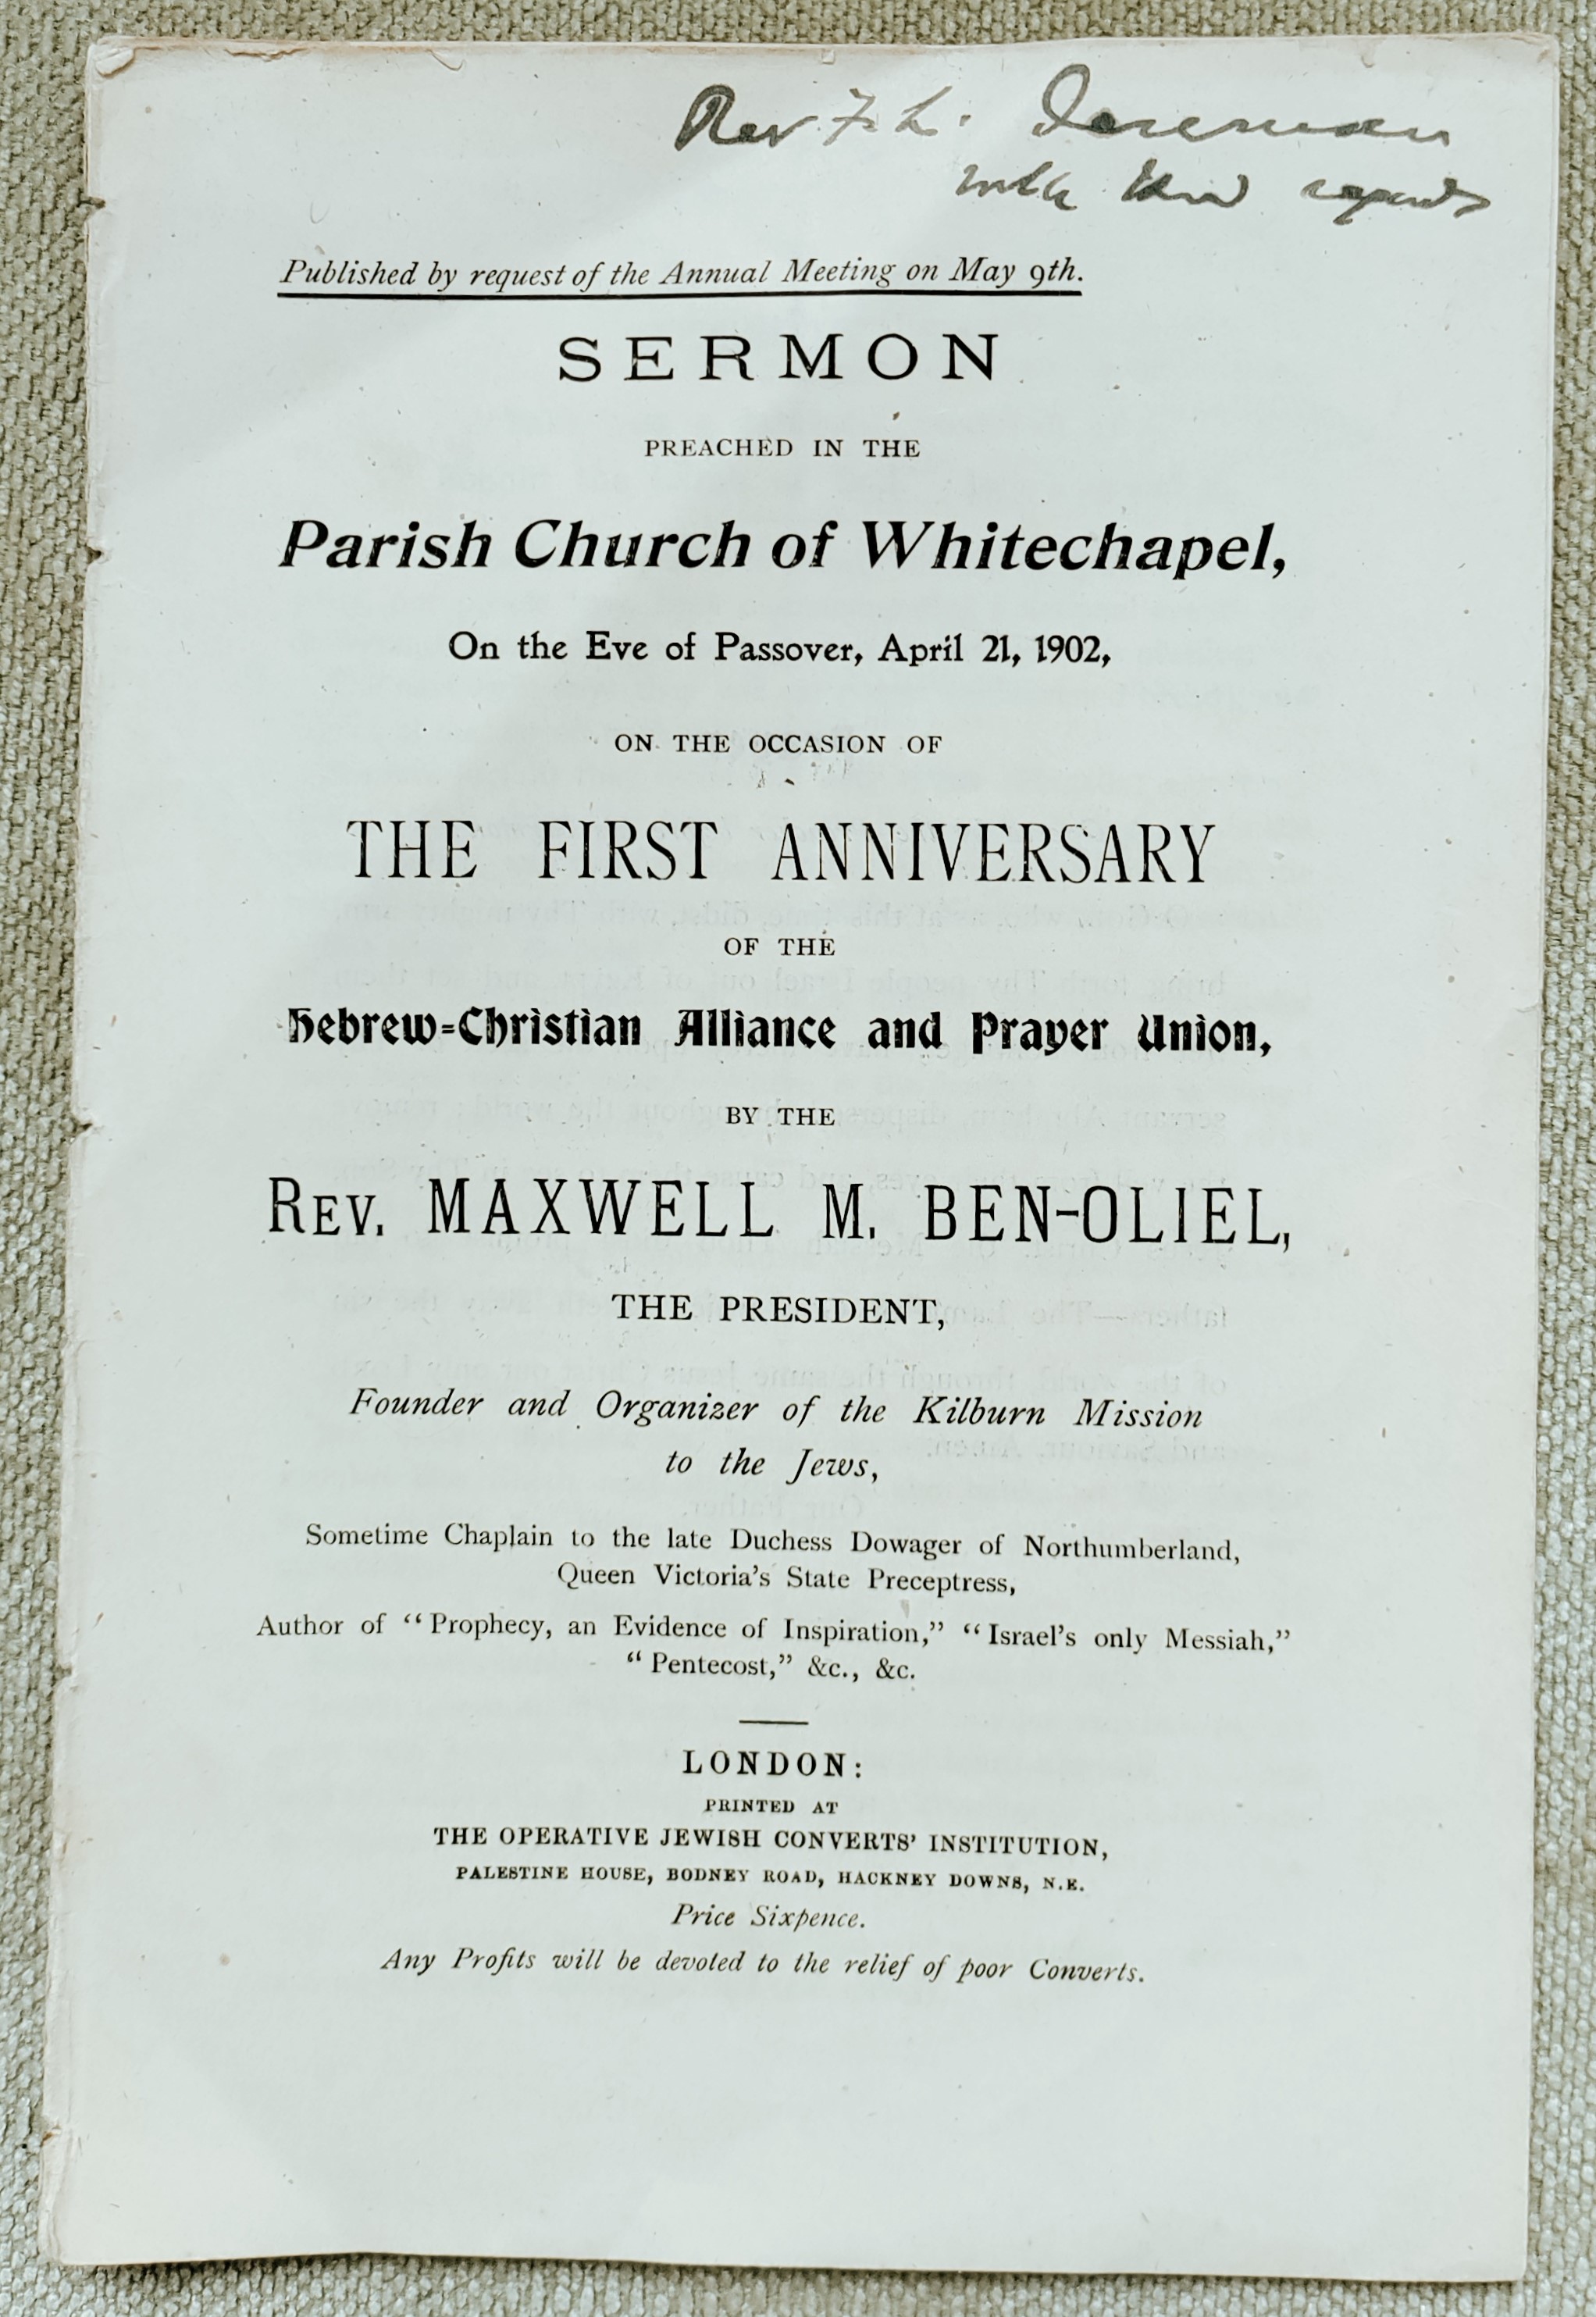 Rev F. L. Denman
with kind regards
Published by request of the Annual Meeting on May 9th.
SERMON
PREACHED IN THE
Parish Church of Whitechapel,
On the Eve of Passover, April 21, 1902,
ON THE OCCASION OF
THE FIRST ANNIVERSARY
OF THE
Hebrew-Christian Alliance and Prayer Union,
BY THE
REV. MAXWELL M. BEN-OLIEL,
THE PRESIDENT,
Founder and Organizer of the Kilburn Mission
to the Jews,
Sometime Chaplain to the late Duchess Dowager of Northumberland,
Queen Victoria's State Preceptress,
Author of "Prophecy, an Evidence of Inspiration," "Israel's only Messiah,"
"Pentecost," &c., &c.
LONDON:
PRINTED AT
THE OPERATIVE JEWISH CONVERTS' INSTITUTION,
PALESTINE HOUSE, BODNEY ROAD, HACKNEY DOWNS, N.E.
Price Sixpence.
Any Profits will be devoted to the relief of poor Converts.